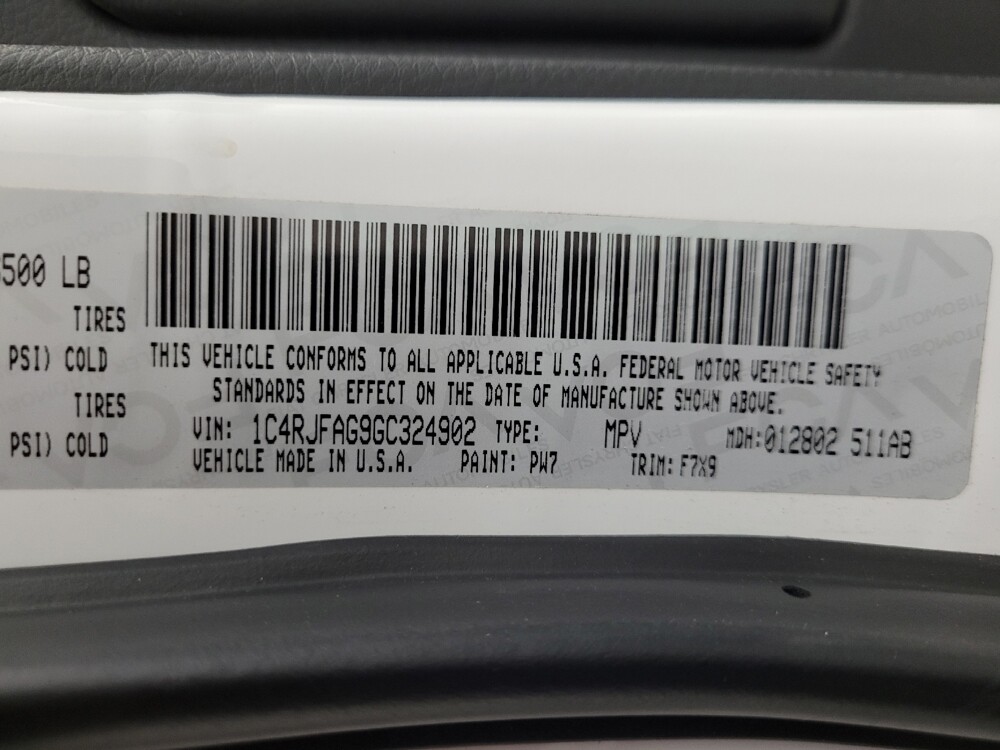 500 LB
TIRES
PSI) COLD
THIS VEHICLE CONFORMS TO ALL APPLICABLE U.S.A. FEDERAL MOTOR VEHICLE SAFETY
STANDARDS IN EFFECT ON THE DATE OF MANUFACTURE SHOWN ABOVE.
TIRES
VIN: 1C4RJFAG9GC324902 TYPE: MPV MDH:012802 511AB
PSI) COLD
VEHICLE MADE IN U.S.A. PAINT: PW7 TRIM: F7X9